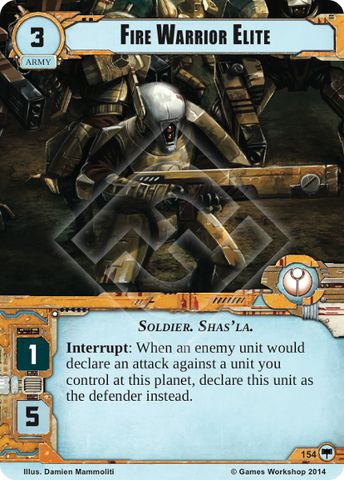 3
ARMY
FIRE WARRIOR ELITE
SOLDIER. SHAS'LA.
1
5
Interrupt: When an enemy unit would
declare an attack against a unit you
control at this planet, declare this unit as
the defender instead.
154
Illus. Damien Mammoliti
© Games Workshop 2014